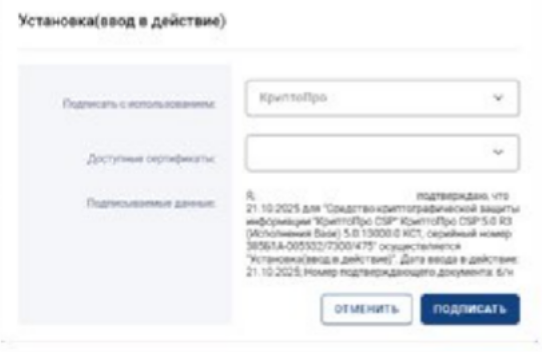 Установка(ввод в действие)
Подписать с использованием:
КриптоПро
Доступные сертификаты:
Подписываемые данные:
Я, подтверждаю, что
21.10.2025 для "Средство криптографической защиты
информации "КриптоПро CSP" КриптоПро CSP 5.0 R3
(Исполнение Base) 5.0.13000.0 КС1, серийный номер
осуществляется
"Установка(ввод в действие)". Дата ввода в действие:
21.10.2025; Номер подтверждающего документа: б/н
ОТМЕНИТЬ
ПОДПИСАТЬ